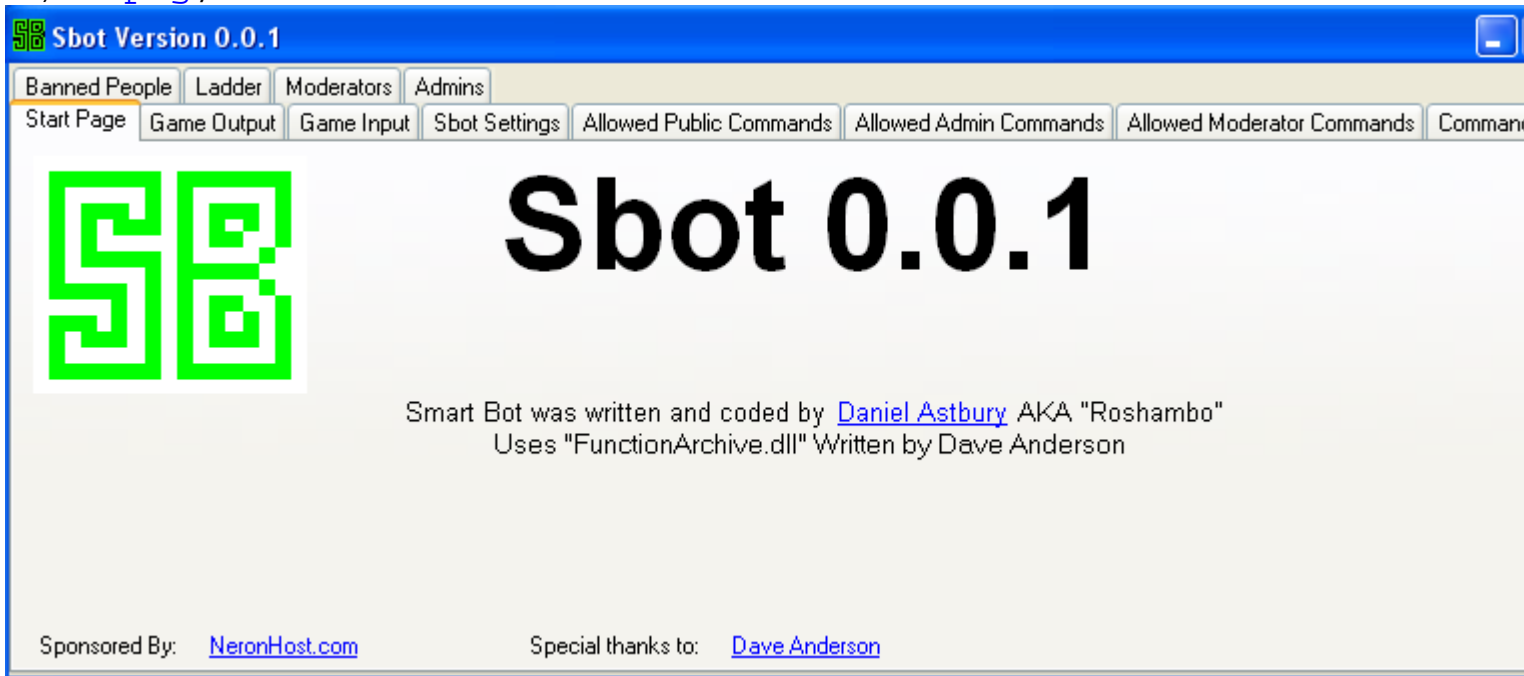 Sbot Version 0.0.1
Banned People Ladder Moderators Admins
Start Page Game Output Game Input Sbot Settings Allowed Public Commands Allowed Admin Commands Allowed Moderator Commands
SB
Sbot 0.0.1
Smart Bot was written and coded by Daniel Astbury AKA "Roshambo"
Uses "FunctionArchive.dll" Written by Dave Anderson
Sponsored By: NeronHost.com Special thanks to: Dave Anderson